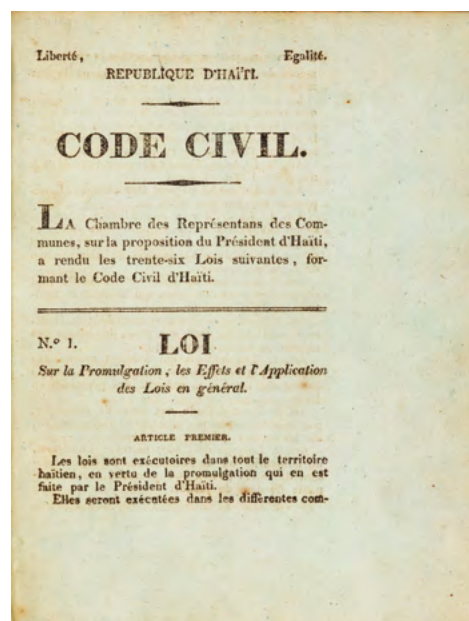 Liberté, Egalité.
REPUBLIQUE D'HAÏTI.
CODE CIVIL.
LA Chambre des Représentans des Com-
munes, sur la proposition du Président d'Haïti,
a rendu les trente-six Lois suivantes, for-
mant le Code Civil d'Haïti.
N.º 1. LOI
Sur la Promulgation, les Effets et l'Application
des Lois en général.
ARTICLE PREMIER.
Les lois sont exécutoires dans tout le territoire
haïtien, en vertu de la promulgation qui en est
faite par le Président d'Haïti.
Elles seront exécutées dans les différentes com-